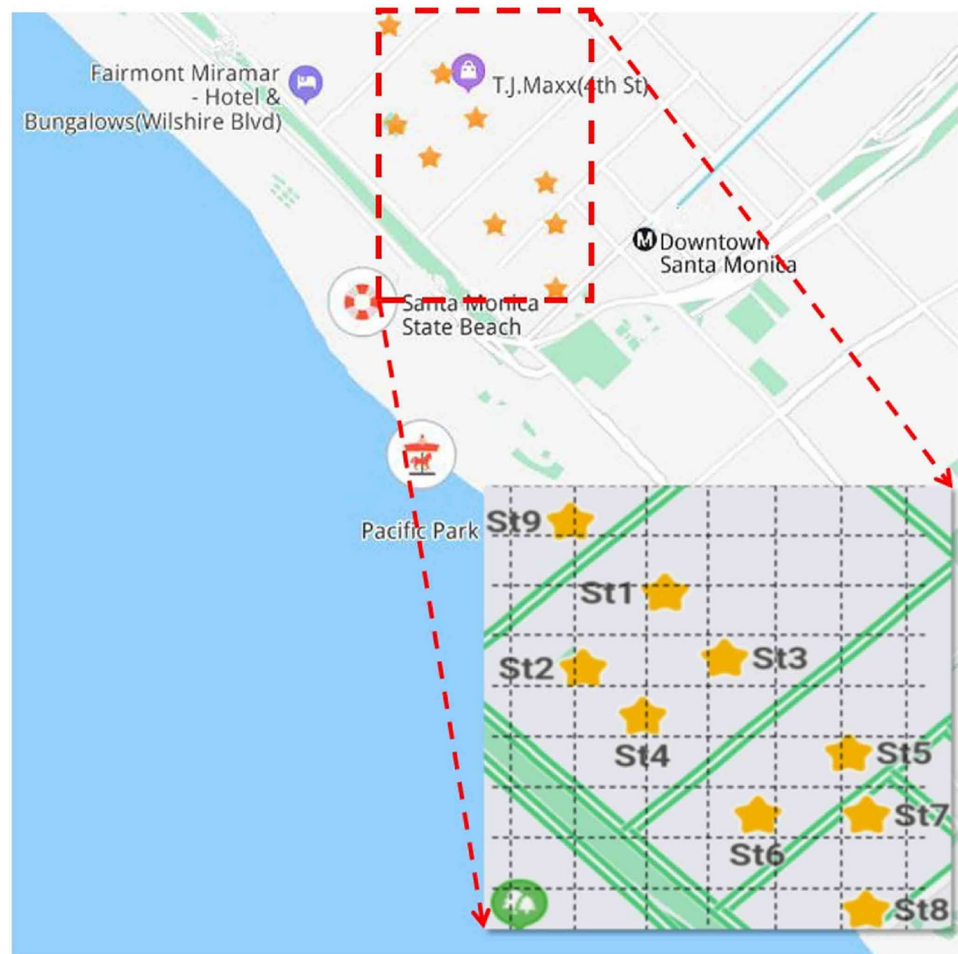 Fairmont Miramar
- Hotel &
Bungalows(Wilshire Blvd)
T.J.Maxx(4th St)
M
Downtown
Santa Monica
Santa Monica
State Beach
Pacific Park
St9
St1
St2
St3
St4
St5
St6
St7
St8